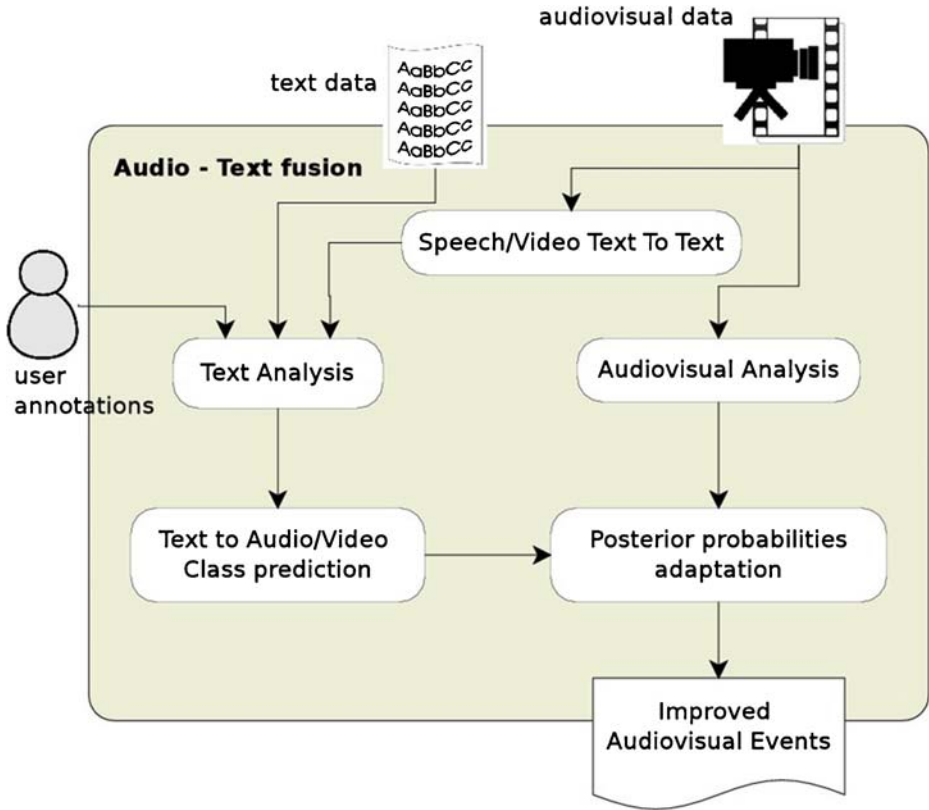 audiovisual data
text data
AaBbCc
AaBbCc
AaBbCc
AaBbCc
AaBbCc
Audio - Text fusion
Speech/Video Text To Text
user
annotations
Text Analysis
Audiovisual Analysis
Text to Audio/Video
Class prediction
Posterior probabilities
adaptation
Improved
Audiovisual Events